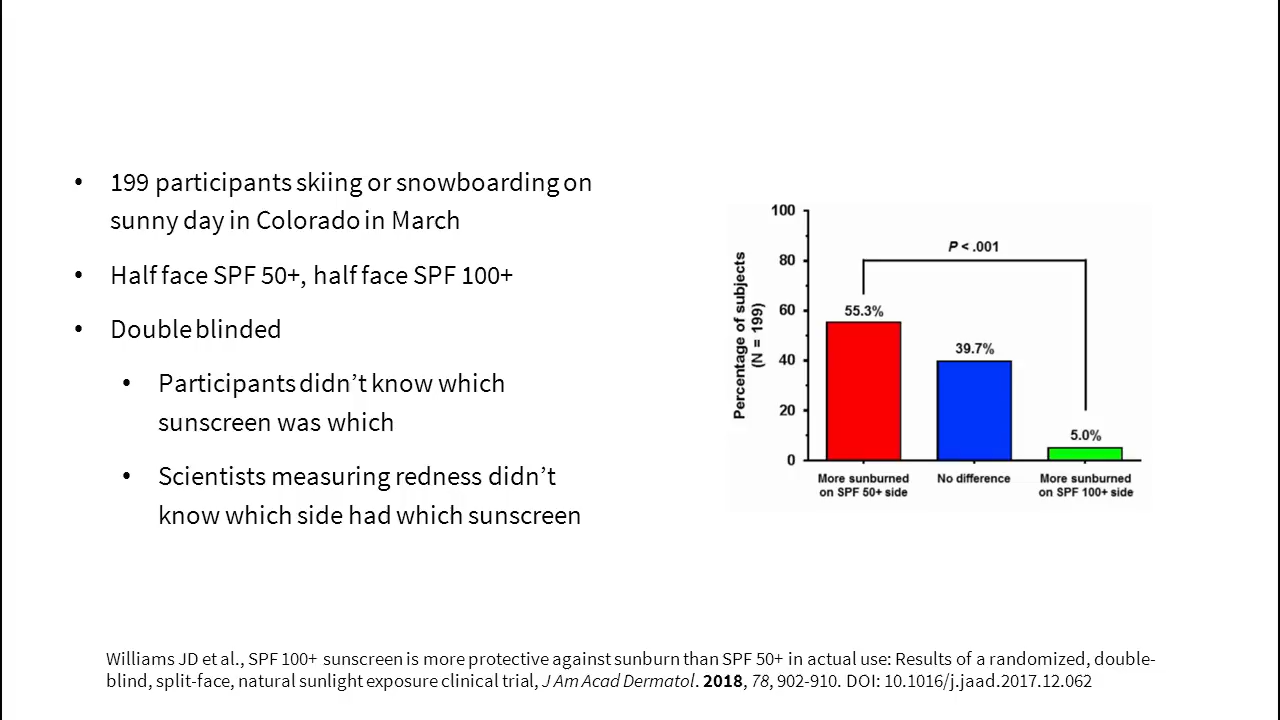 • 199 participants skiing or snowboarding on
sunny day in Colorado in March
• Half face SPF 50+, half face SPF 100+
• Double blinded
• Participants didn’t know which
sunscreen was which
• Scientists measuring redness didn’t
know which side had which sunscreen
Percentage of subjects
(N = 199)
100
80
60
40
20
0
P < .001
55.3%
39.7%
5.0%
More sunburned
on SPF 50+ side
No difference
More sunburned
on SPF 100+ side
Williams JD et al., SPF 100+ sunscreen is more protective against sunburn than SPF 50+ in actual use: Results of a randomized, double-
blind, split-face, natural sunlight exposure clinical trial, J Am Acad Dermatol. 2018, 78, 902-910. DOI: 10.1016/j.jaad.2017.12.062